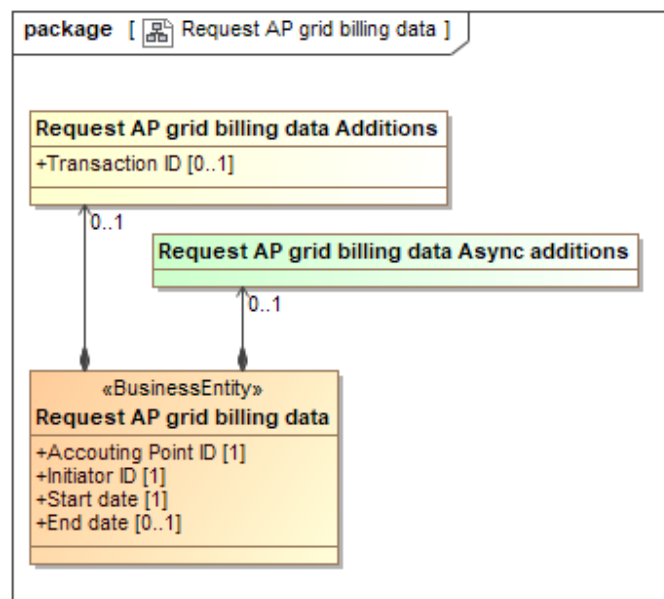 package [ Request AP grid billing data ]
Request AP grid billing data Additions
+Transaction ID [0..1]
0..1
Request AP grid billing data Async additions
0..1
«BusinessEntity»
Request AP grid billing data
+Accouting Point ID [1]
+Initiator ID [1]
+Start date [1]
+End date [0..1]